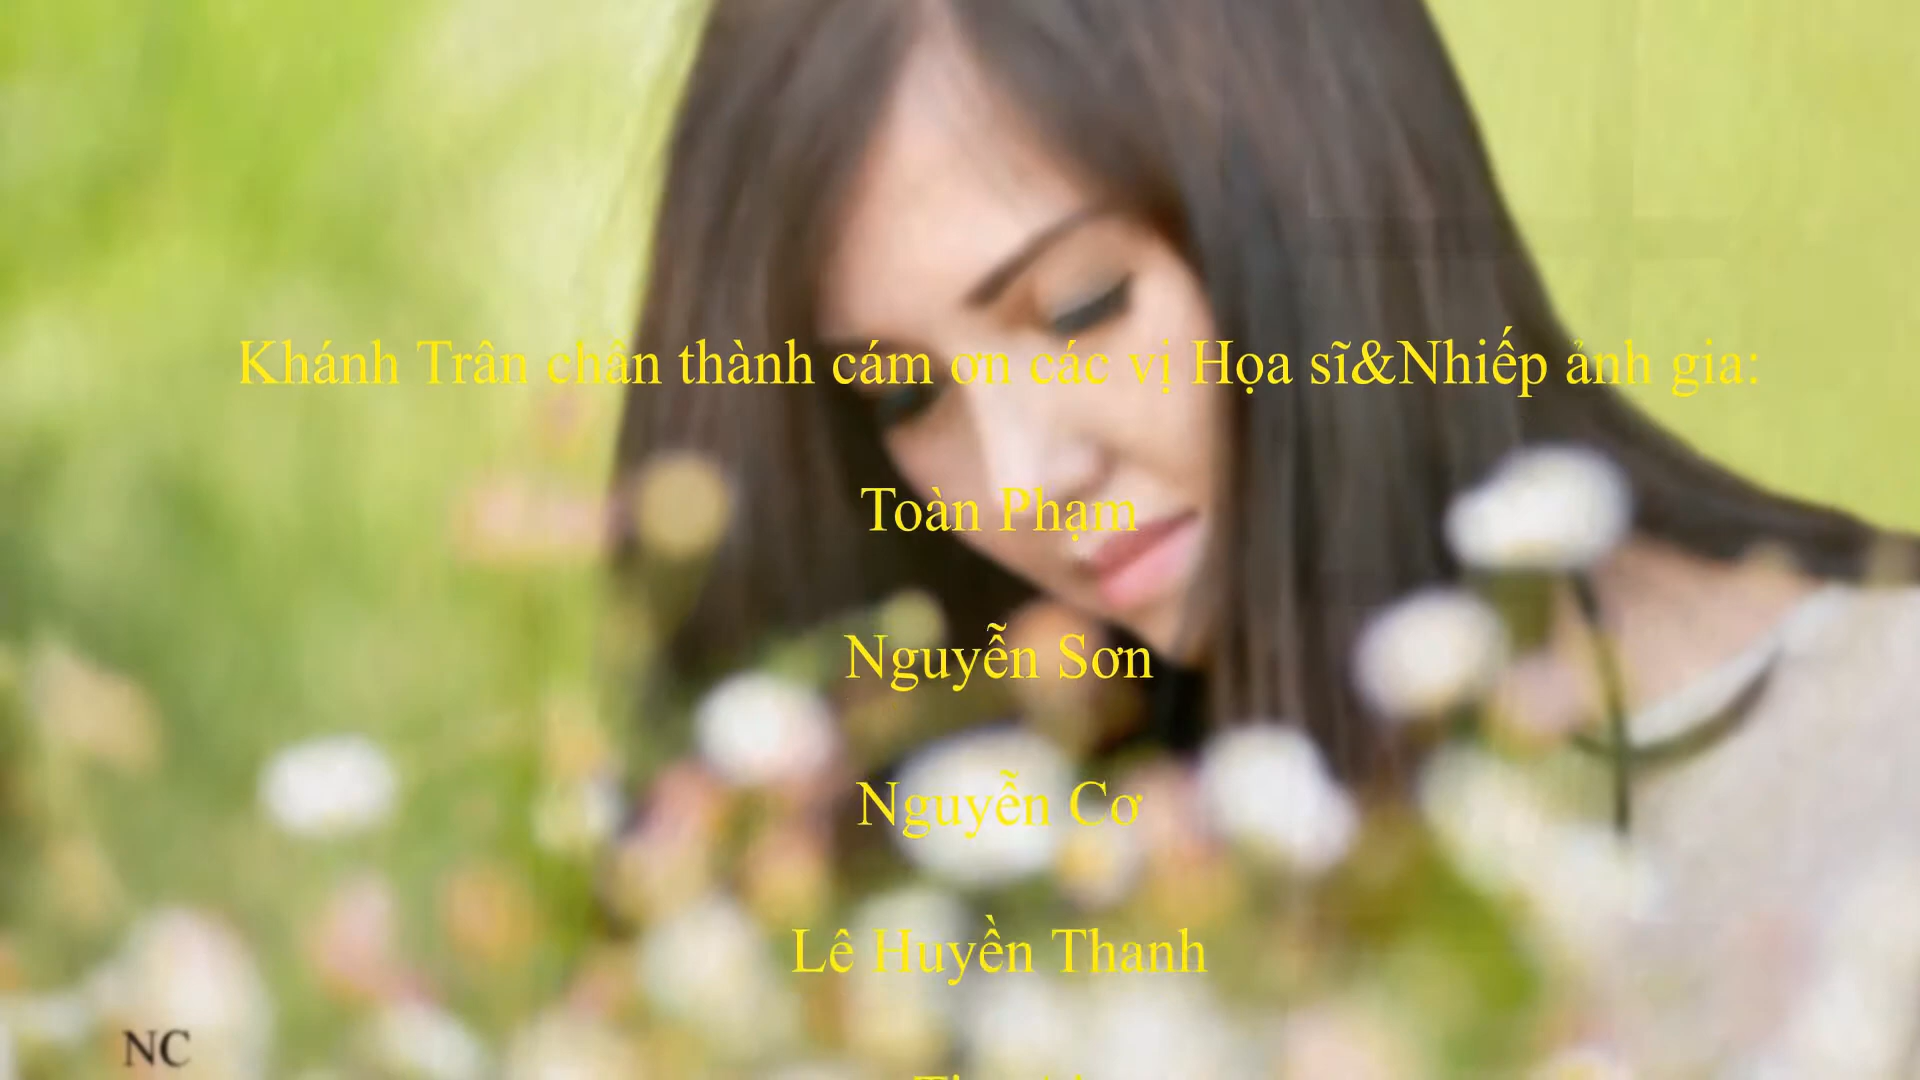 Khánh Trân chân thành cám ơn các vị Họa sĩ&Nhiếp ảnh gia:
Toàn Phạm
Nguyễn Sơn
Nguyễn Cơ
Lê Huyền Thanh
NC